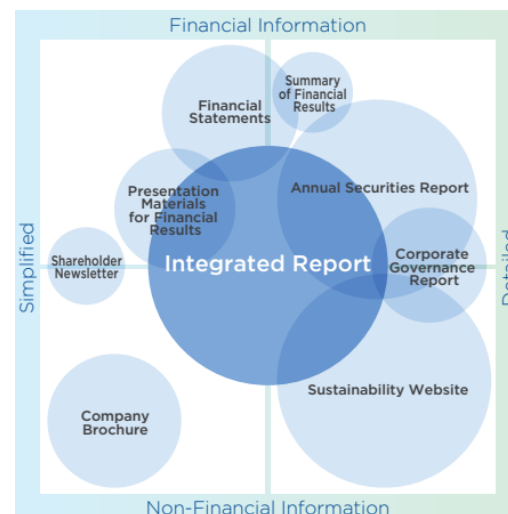 Financial Information
Summary
of Financial
Results
Financial
Statements
Presentation
Materials
for Financial
Results
Annual Securities Report
Shareholder
Newsletter
Integrated Report
Corporate
Governance
Report
Simplified
Detailed
Sustainability Website
Company
Brochure
Non-Financial Information